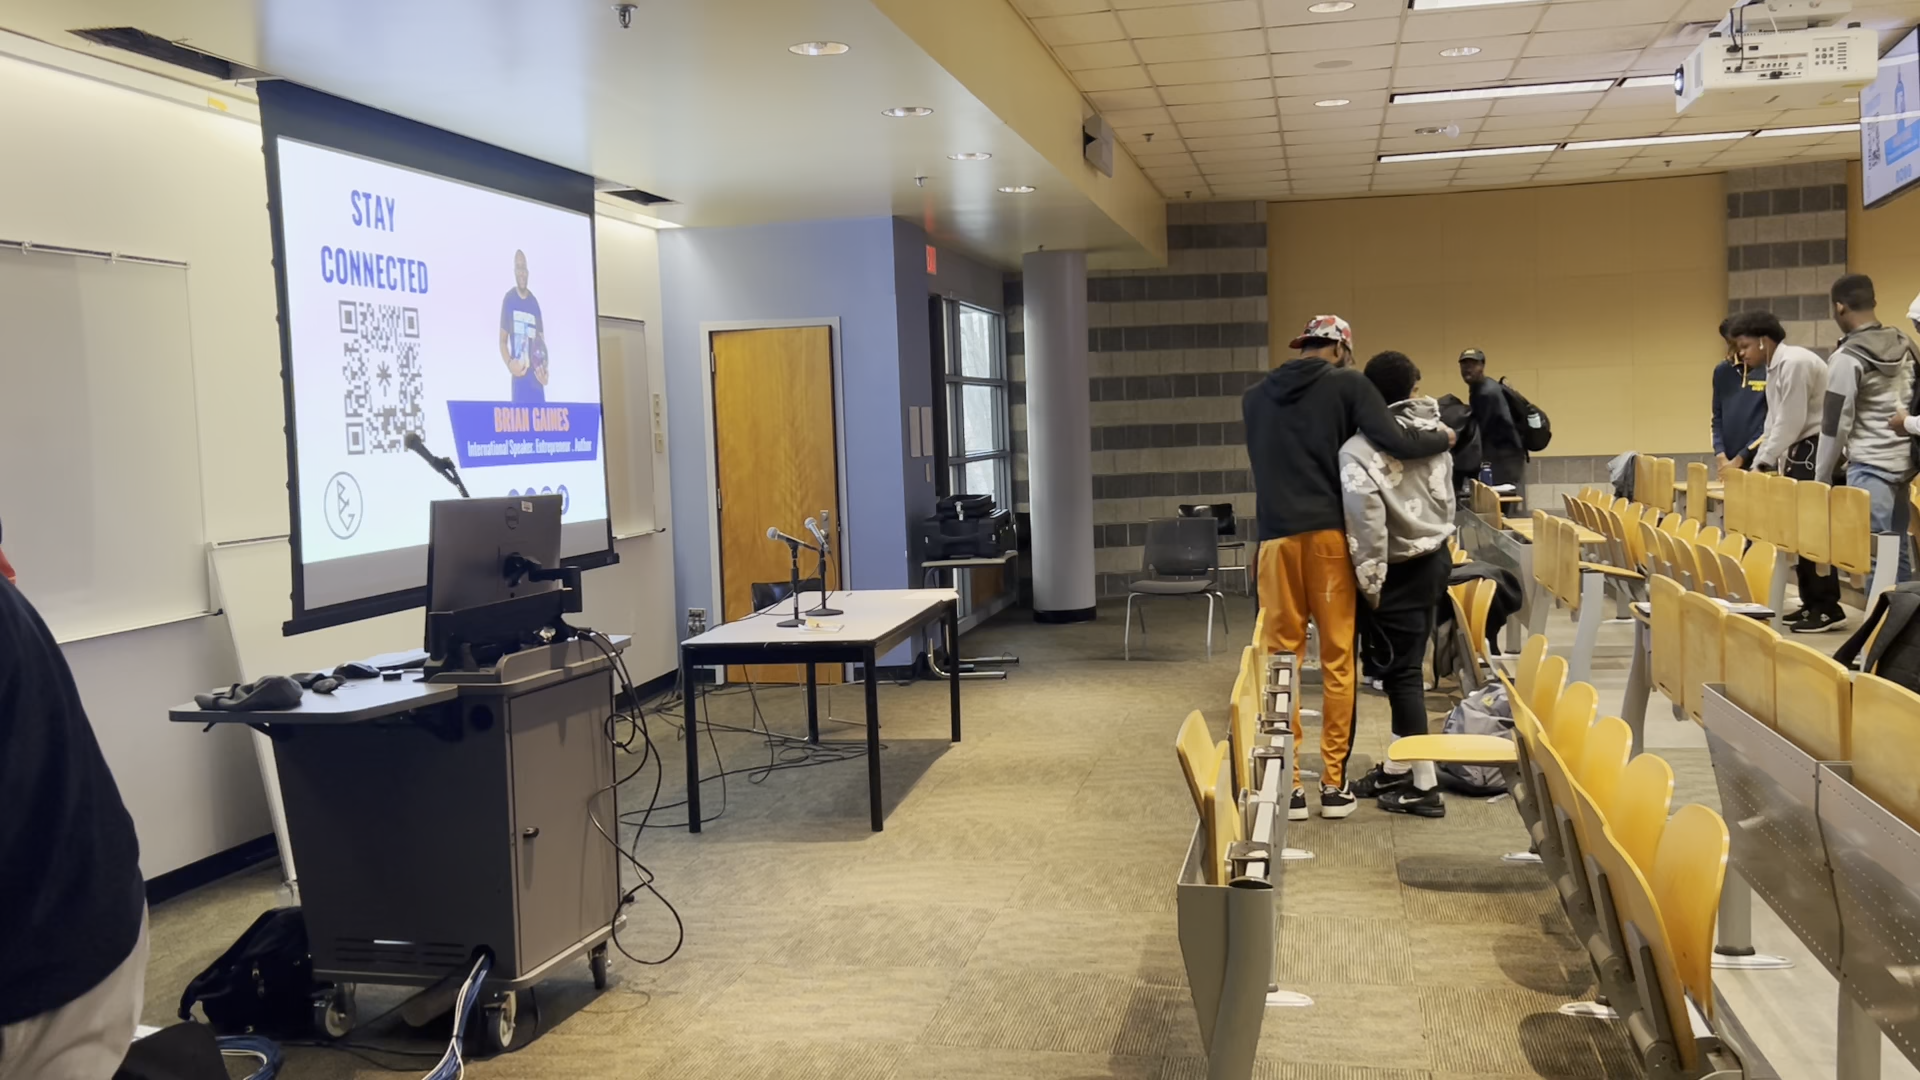 STAY
CONNECTED
BRIAN GAINES
International Speaker. Entrepreneur. Author